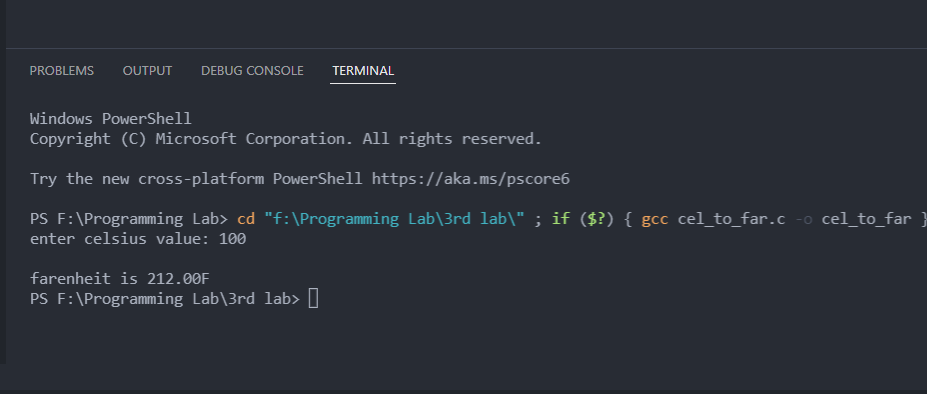 PROBLEMS OUTPUT DEBUG CONSOLE TERMINAL
Windows PowerShell
Copyright (C) Microsoft Corporation. All rights reserved.
Try the new cross-platform PowerShell https://aka.ms/pscore6
PS F:\Programming Lab> cd "f:\Programming Lab\3rd lab\" ; if ($?) { gcc cel_to_far.c -o cel_to_far }
enter celsius value: 100
farenheit is 212.00F
PS F:\Programming Lab\3rd lab>